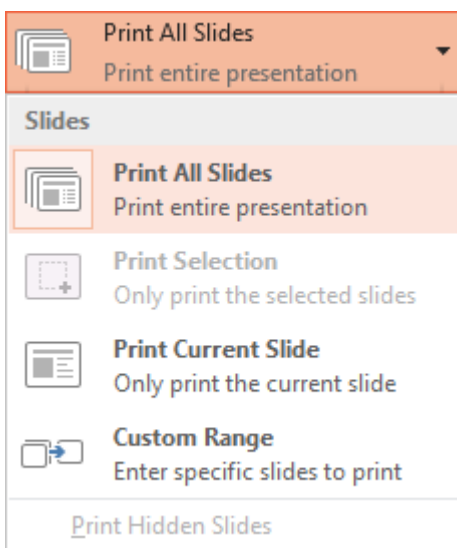 Print All Slides
Print entire presentation
Slides
Print All Slides
Print entire presentation
Print Selection
Only print the selected slides
Print Current Slide
Only print the current slide
Custom Range
Enter specific slides to print
Print Hidden Slides